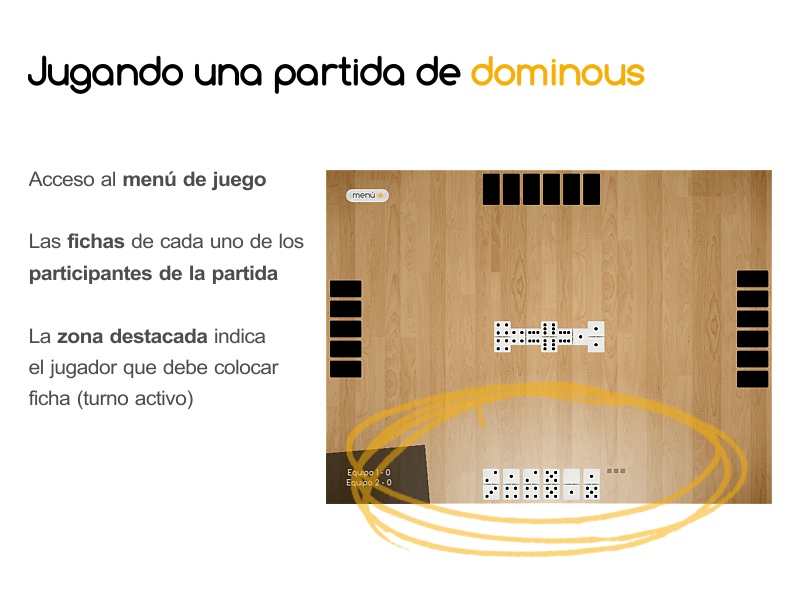 Jugando una partida de dominous
Acceso al menú de juego
Las fichas de cada uno de los
participantes de la partida
La zona destacada indica
el jugador que debe colocar
ficha (turno activo)
menú
Equipo 1 - 0
Equipo 2 - 0